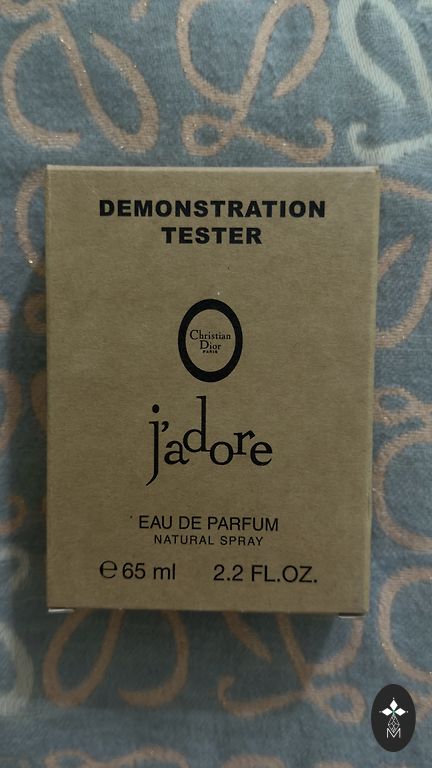 DEMONSTRATION
TESTER
Christian
Dior
PARIS
j'adore
EAU DE PARFUM
NATURAL SPRAY
e 65 ml 2.2 FL.OZ.
M